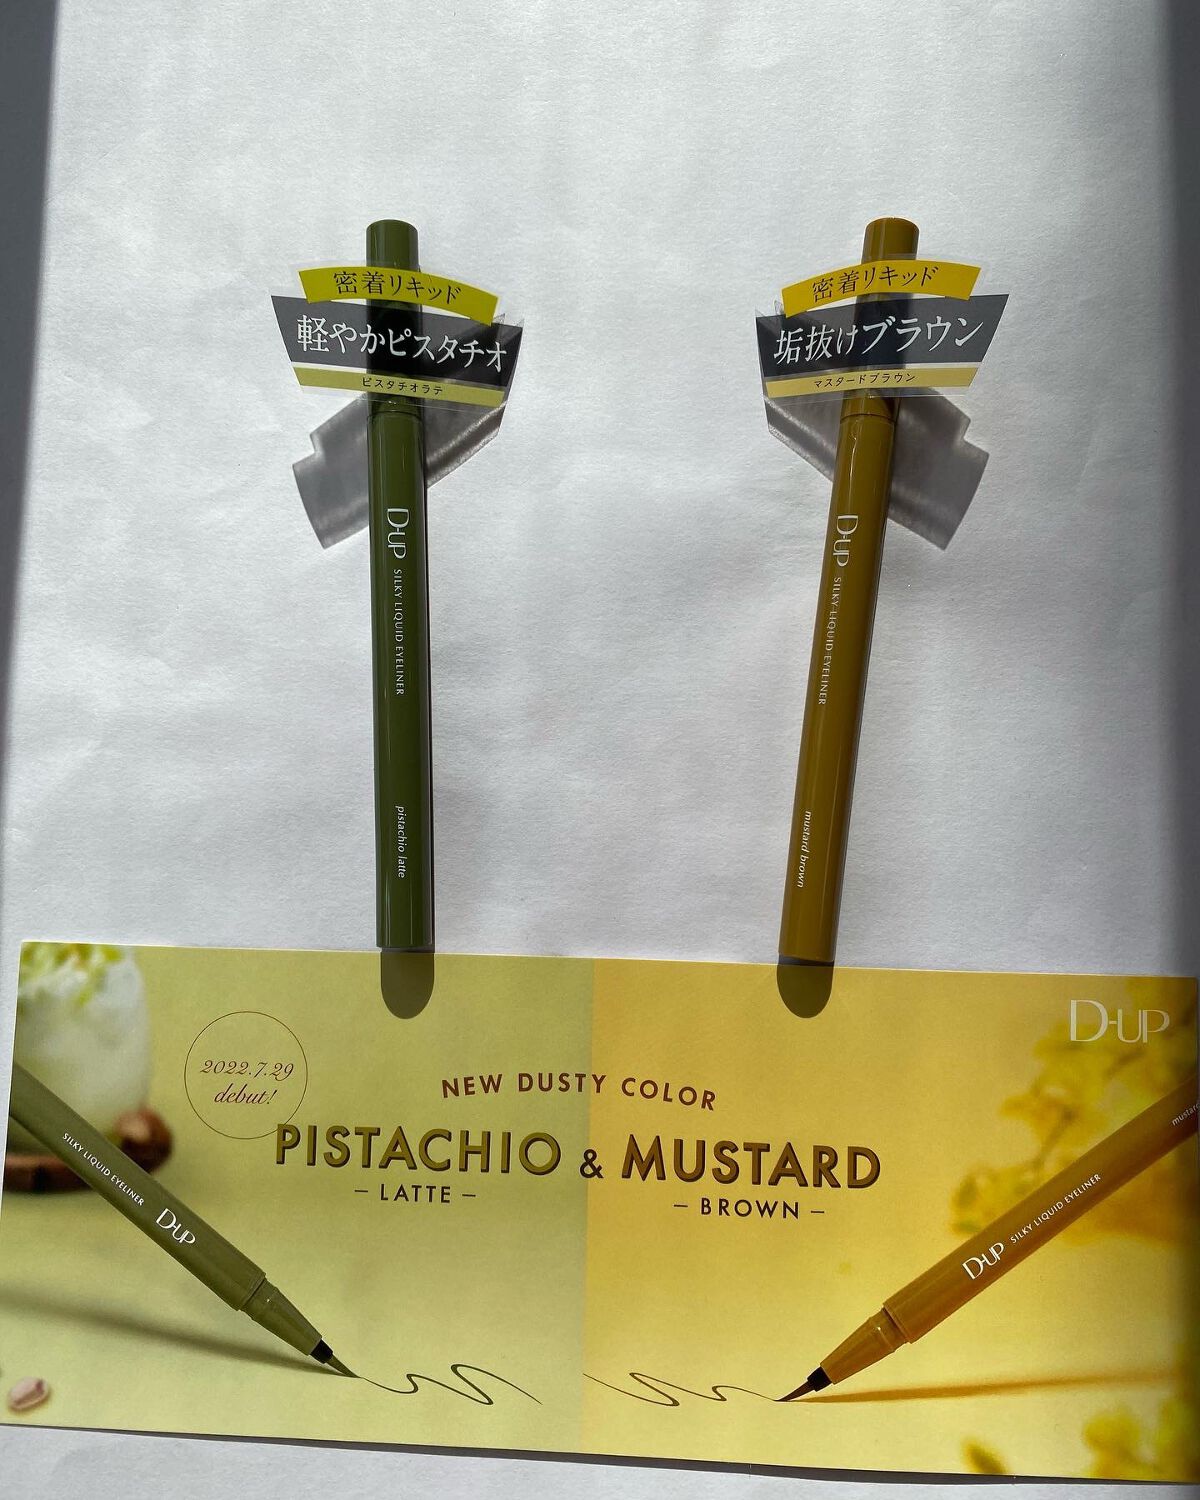 密着リキッド
軽やかピスタチオ
ピスタチオラテ
D-UP SILKY LIQUID EYELINER
pistachio latte
密着リキッド
垢抜けブラウン
マスタードブラウン
D-UP SILKY LIQUID EYELINER
mustard brown
D-UP
2022.7.29
debut!
NEW DUSTY COLOR
PISTACHIO & MUSTARD
– LATTE –
– BROWN –
SILKY LIQUID EYELINER D-UP
D-UP SILKY LIQUID EYELINER
mustard